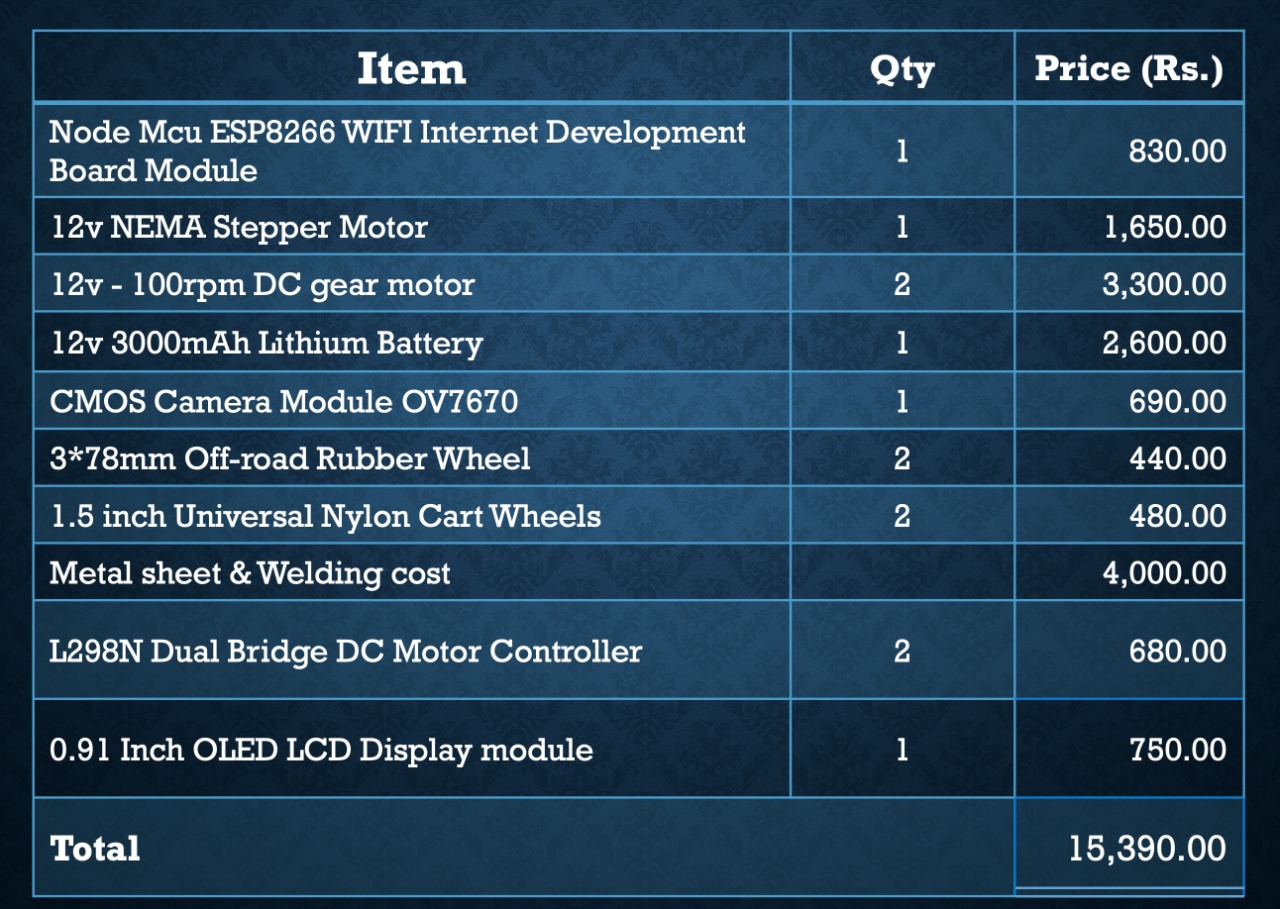 Item Qty Price (Rs.)
Node Mcu ESP8266 WIFI Internet Development
Board Module 1 830.00
12v NEMA Stepper Motor 1 1,650.00
12v - 100rpm DC gear motor 2 3,300.00
12v 3000mAh Lithium Battery 1 2,600.00
CMOS Camera Module OV7670 1 690.00
3*78mm Off-road Rubber Wheel 2 440.00
1.5 inch Universal Nylon Cart Wheels 2 480.00
Metal sheet & Welding cost 4,000.00
L298N Dual Bridge DC Motor Controller 2 680.00
0.91 Inch OLED LCD Display module 1 750.00
Total 15,390.00